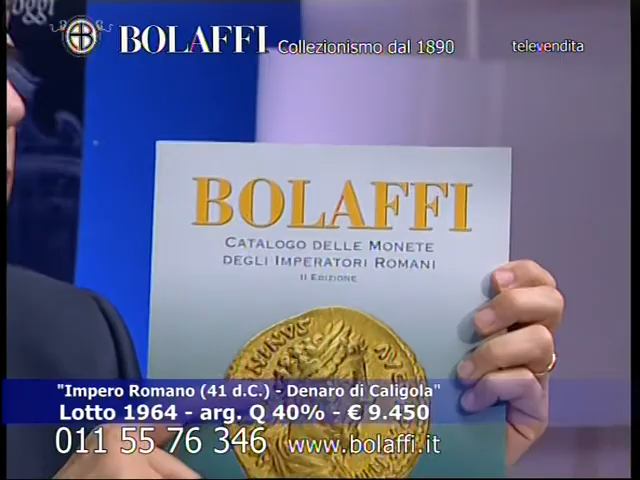 oggi
BOLAFFI Collezionismo dal 1890
televendita
BOLAFFI
CATALOGO DELLE MONETE
DEGLI IMPERATORI ROMANI
II EDIZIONE
"Impero Romano (41 d.C.) - Denaro di Caligola"
Lotto 1964 - arg. Q 40% - € 9.450
011 55 76 346 www.bolaffi.it